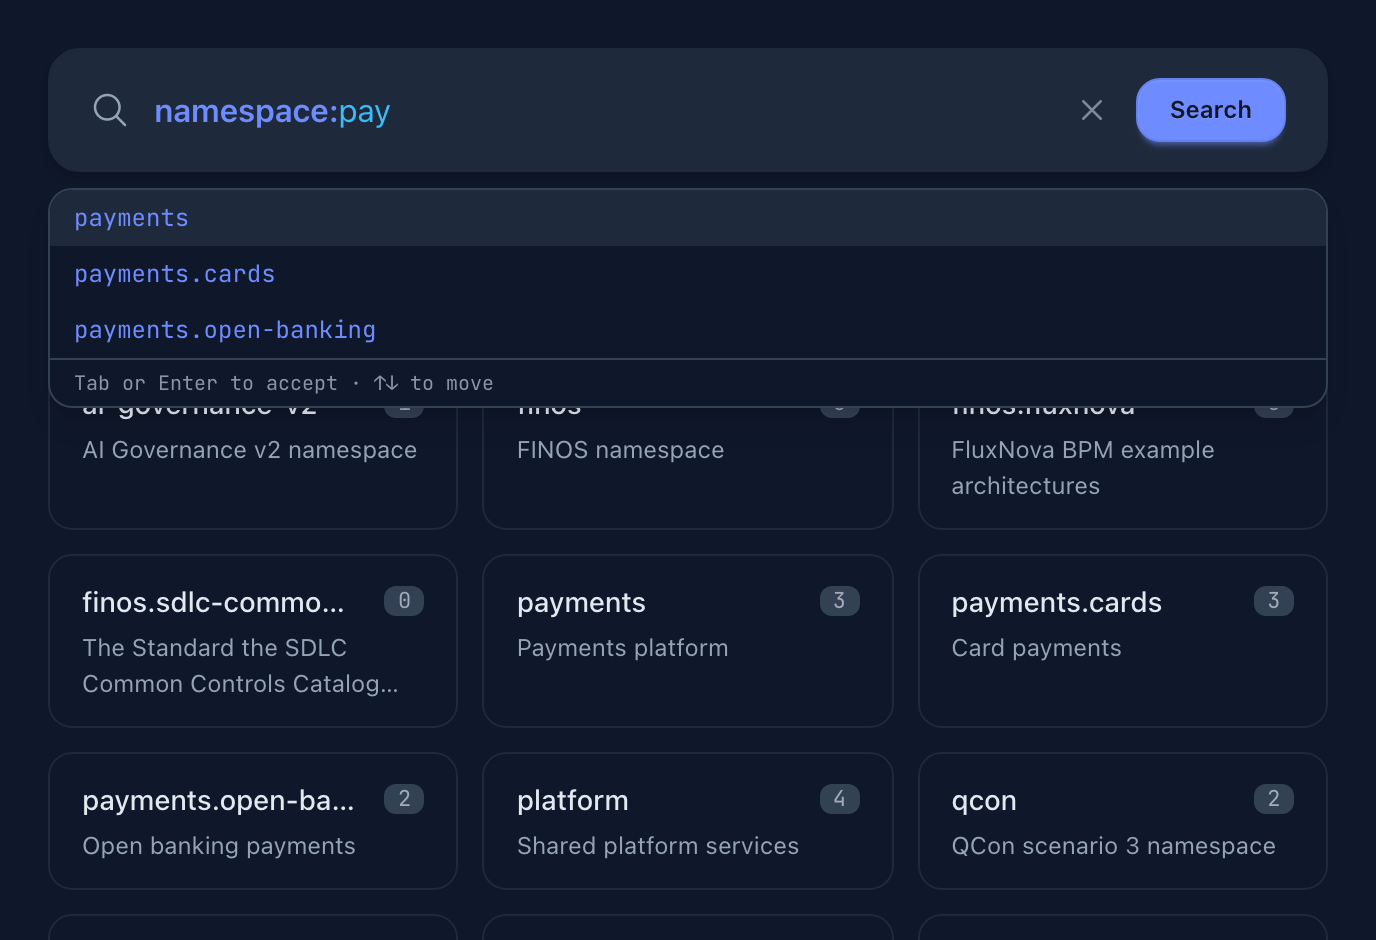 namespace:pay
Search
payments
payments.cards
payments.open-banking
Tab or Enter to accept · ↑↓ to move
AI Governance v2 namespace
FINOS namespace
FluxNova BPM example
architectures
finos.sdlc-commo... 0
The Standard the SDLC
Common Controls Catalog...
payments 3
Payments platform
payments.cards 3
Card payments
payments.open-ba... 2
Open banking payments
platform 4
Shared platform services
qcon 2
QCon scenario 3 namespace